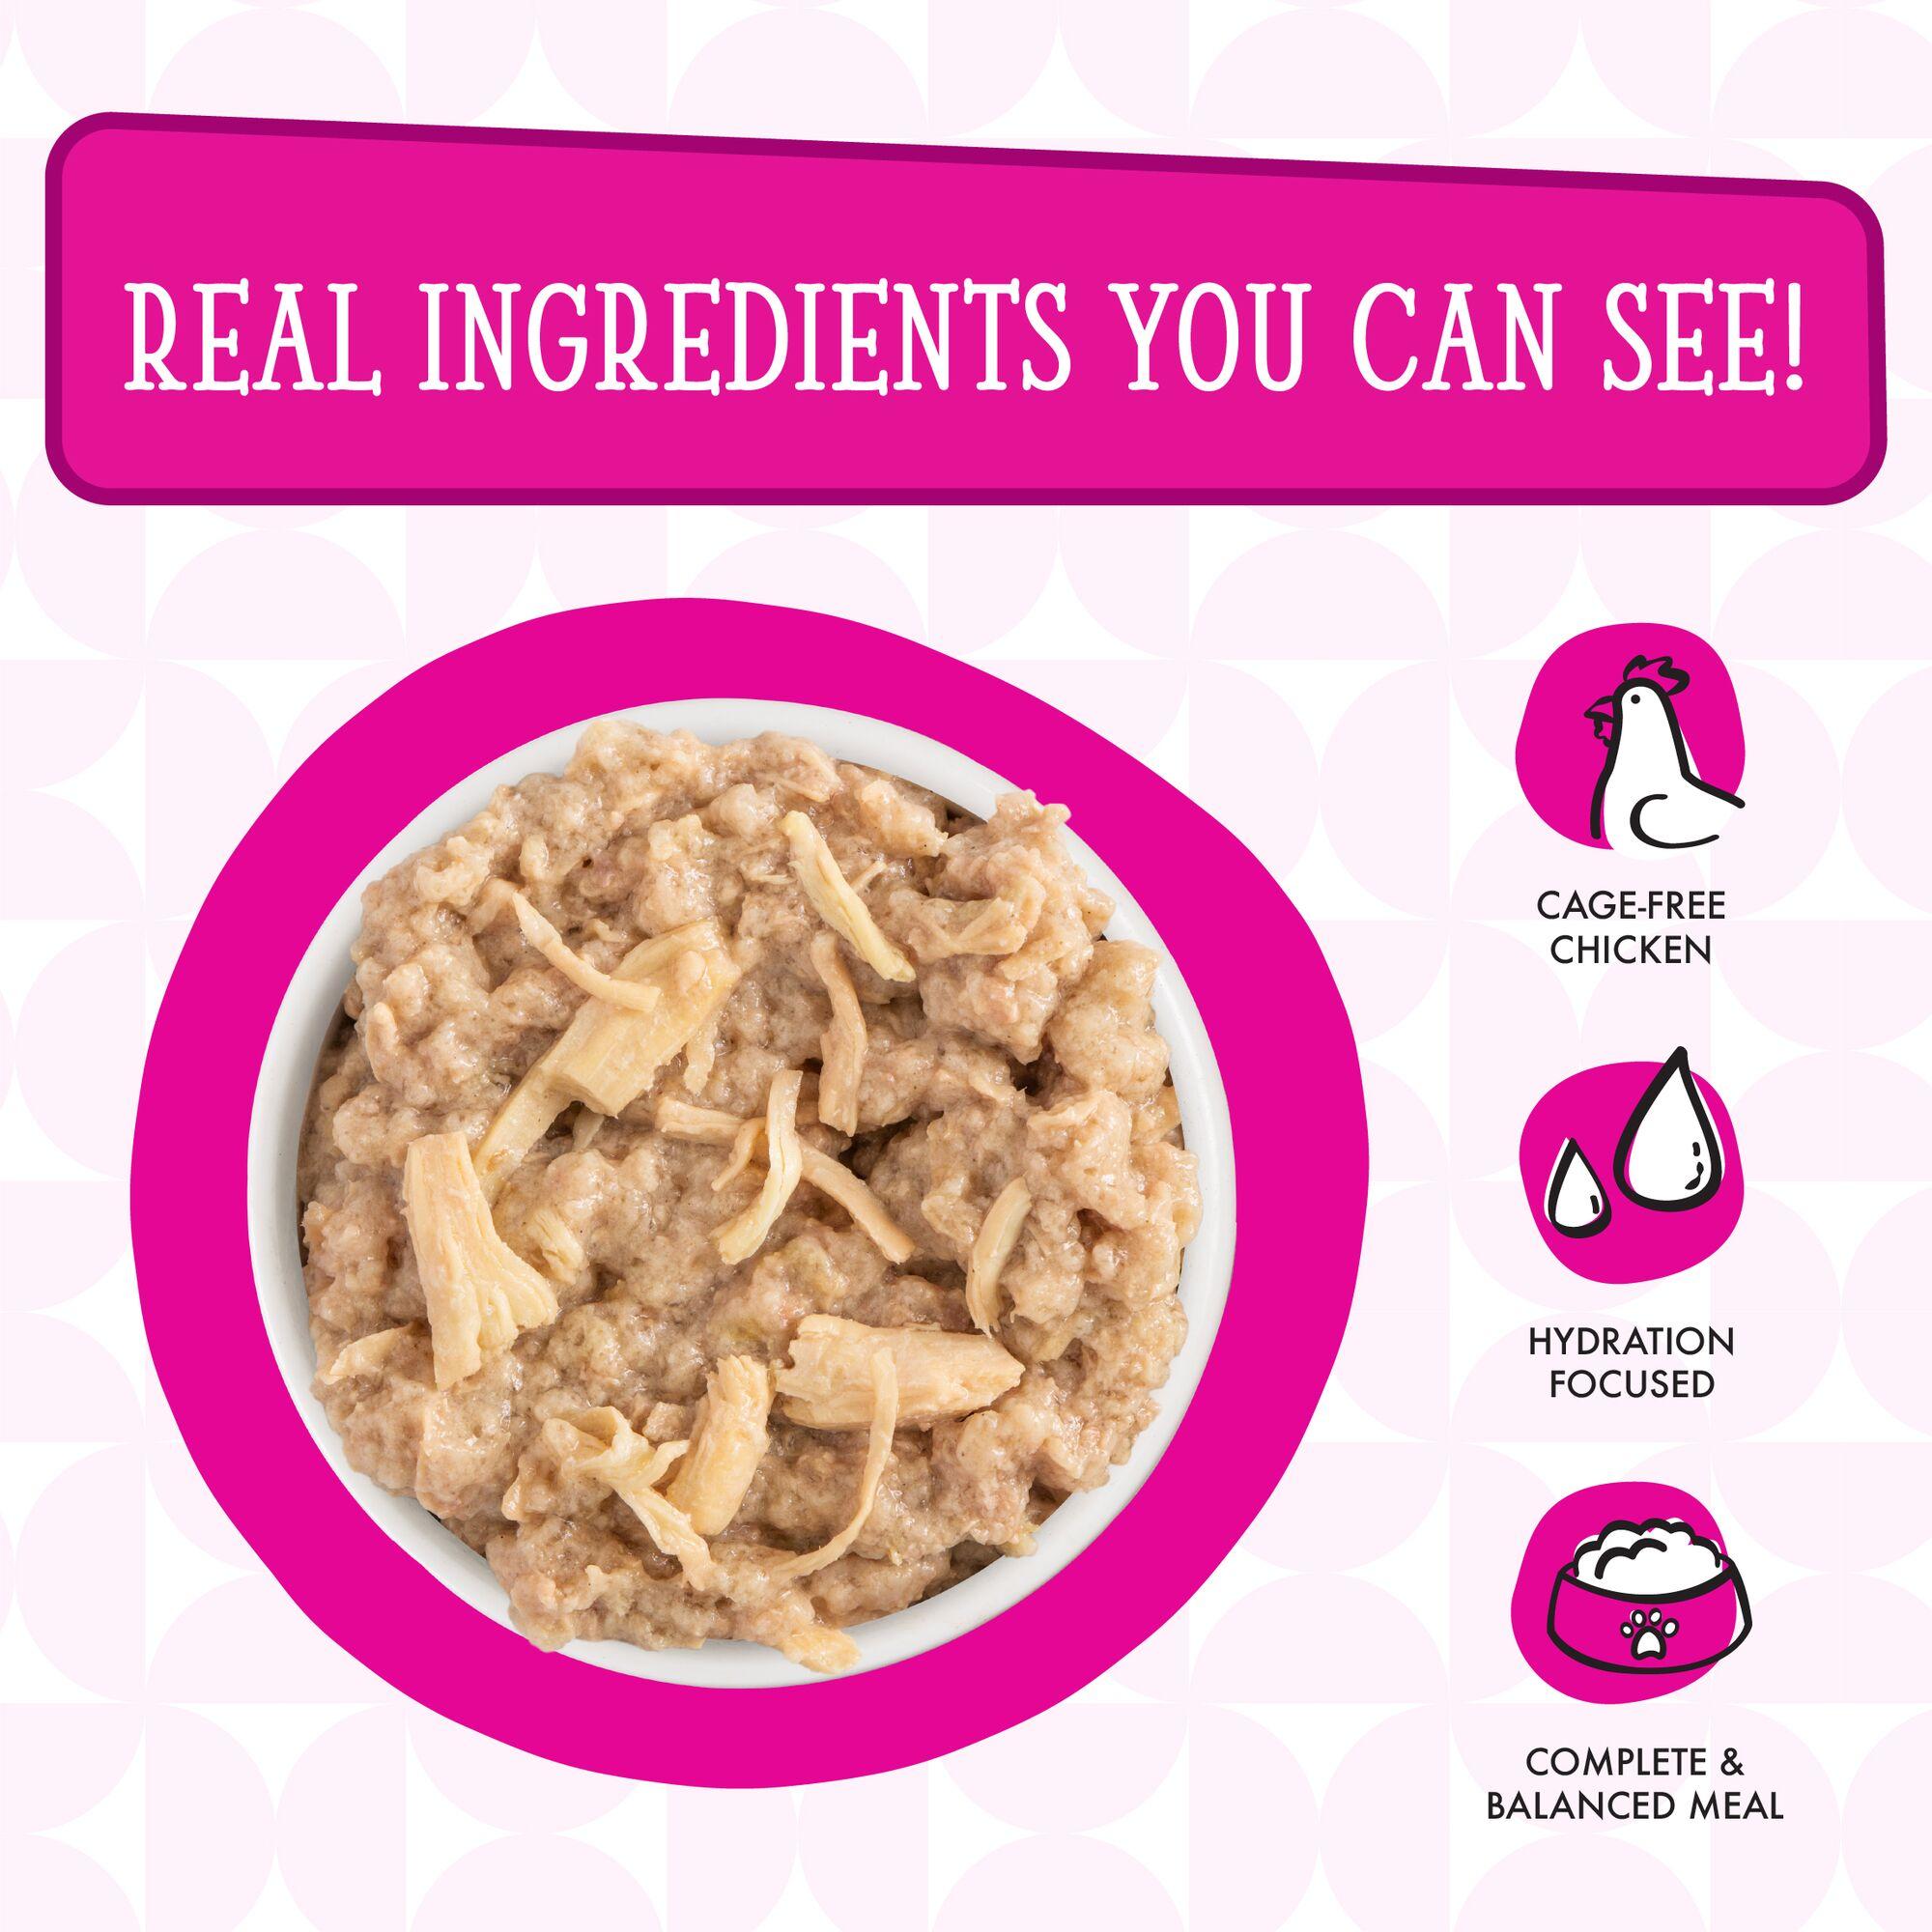 REAL INGREDIENTS YOU CAN SEE!
CAGE-FREE
CHICKEN
HYDRATION
FOCUSED
COMPLETE &
BALANCED MEAL